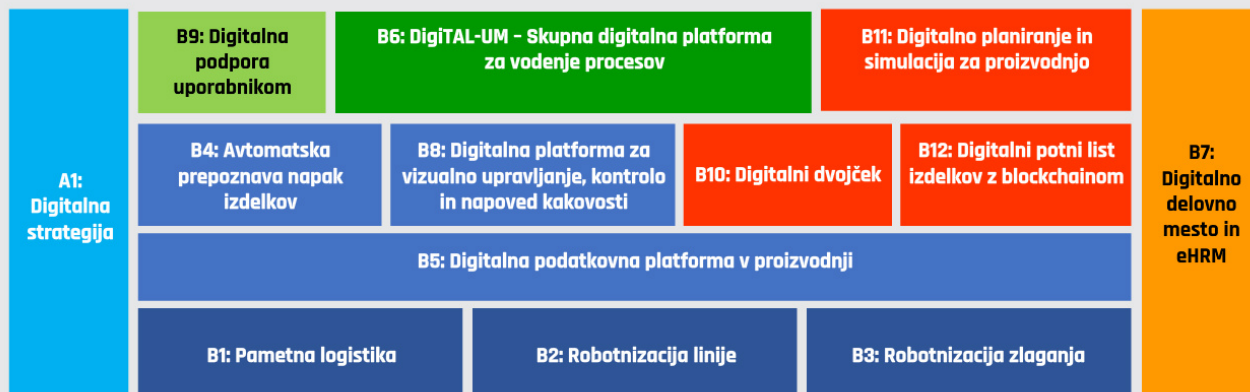 A1:
Digitalna
strategija
B9: Digitalna
podpora
uporabnikom
B6: DigiTAL-UM – Skupna digitalna platforma
za vodenje procesov
B11: Digitalno planiranje in
simulacija za proizvodnjo
B4: Avtomatska
prepoznava napak
izdelkov
B8: Digitalna platforma za
vizualno upravljanje, kontrolo
in napoved kakovosti
B10: Digitalni dvojček
B12: Digitalni potni list
izdelkov z blockchainom
B5: Digitalna podatkovna platforma v proizvodnji
B1: Pametna logistika
B2: Robotnizacija linije
B3: Robotnizacija zlaganja
B7:
Digitalno
delovno
mesto in
eHRM